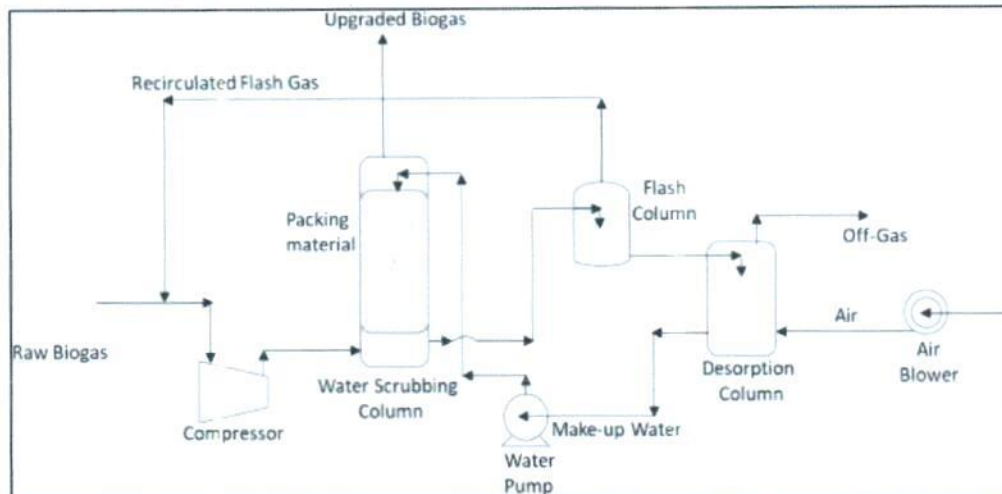 Upgraded Biogas
Recirculated Flash Gas
Packing
material
Flash
Column
Off-Gas
Raw Biogas
Air
Air
Blower
Water Scrubbing
Column
Desorption
Column
Compressor
Make-up Water
Water
Pump